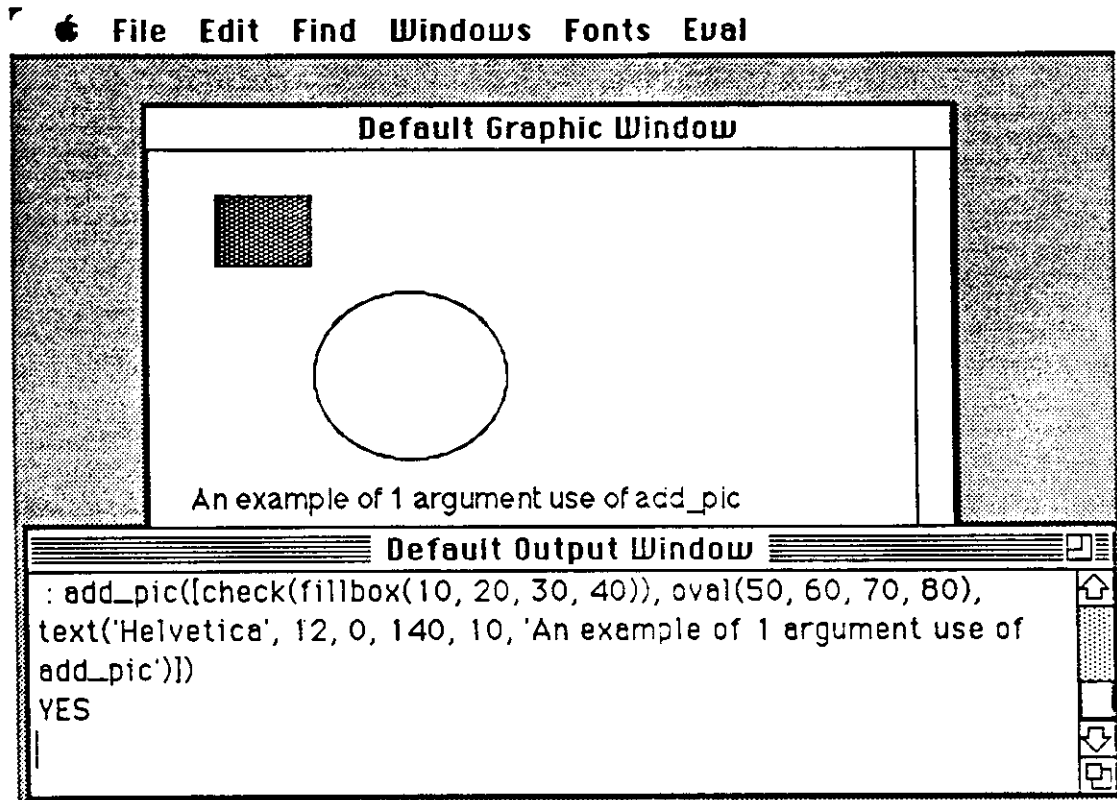 File Edit Find Windows Fonts Eval
Default Graphic Window
An example of 1 argument use of add_pic
Default Output Window
: add_pic([check(fillbox(10, 20, 30, 40)), oval(50, 60, 70, 80),
text('Helvetica', 12, 0, 140, 10, 'An example of 1 argument use of
add_pic')])
YES